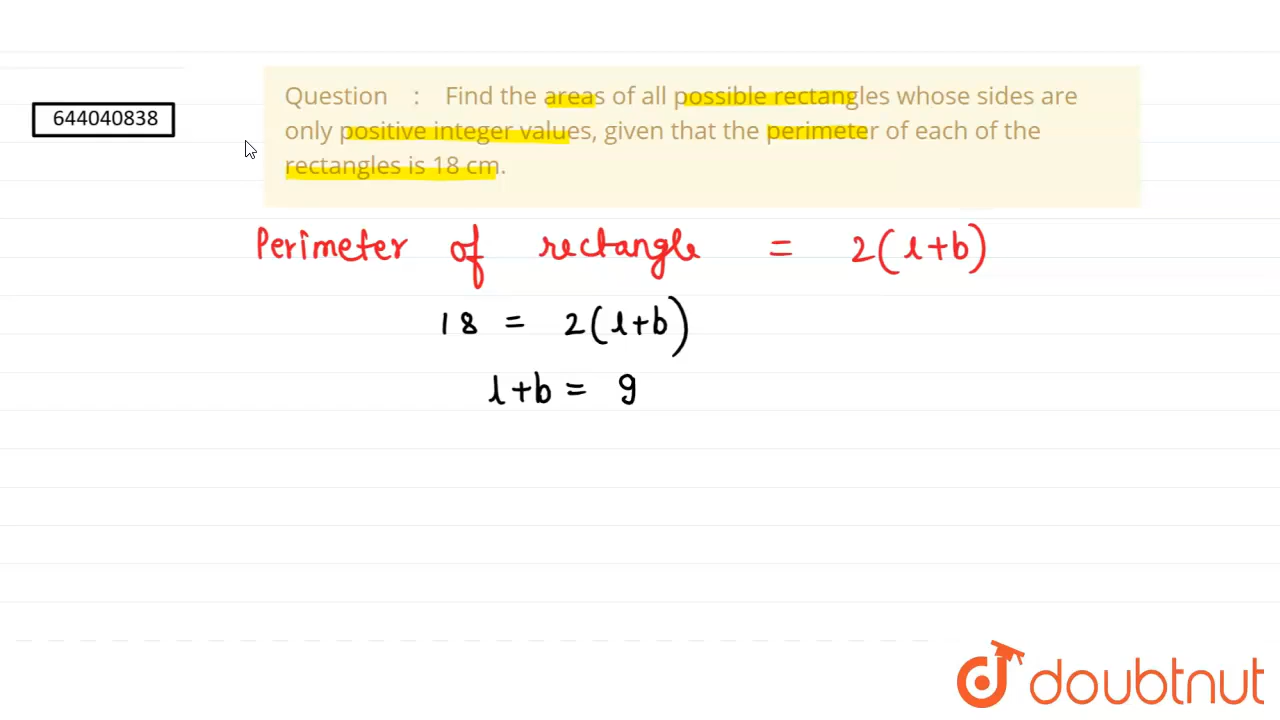 644040838
Question : Find the areas of all possible rectangles whose sides are
only positive integer values, given that the perimeter of each of the
rectangles is 18 cm.
Perimeter of rectangle = 2(l+b)
18 = 2(l+b)
l+b = 9
doubtnut